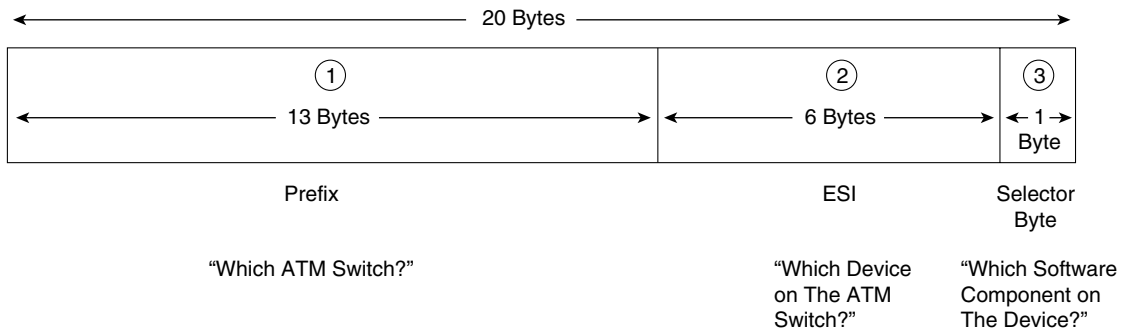 20 Bytes
1
2
3
13 Bytes
6 Bytes
1
Byte
Prefix
ESI
Selector
Byte
“Which ATM Switch?”
“Which Device
on The ATM
Switch?”
“Which Software
Component on
The Device?”